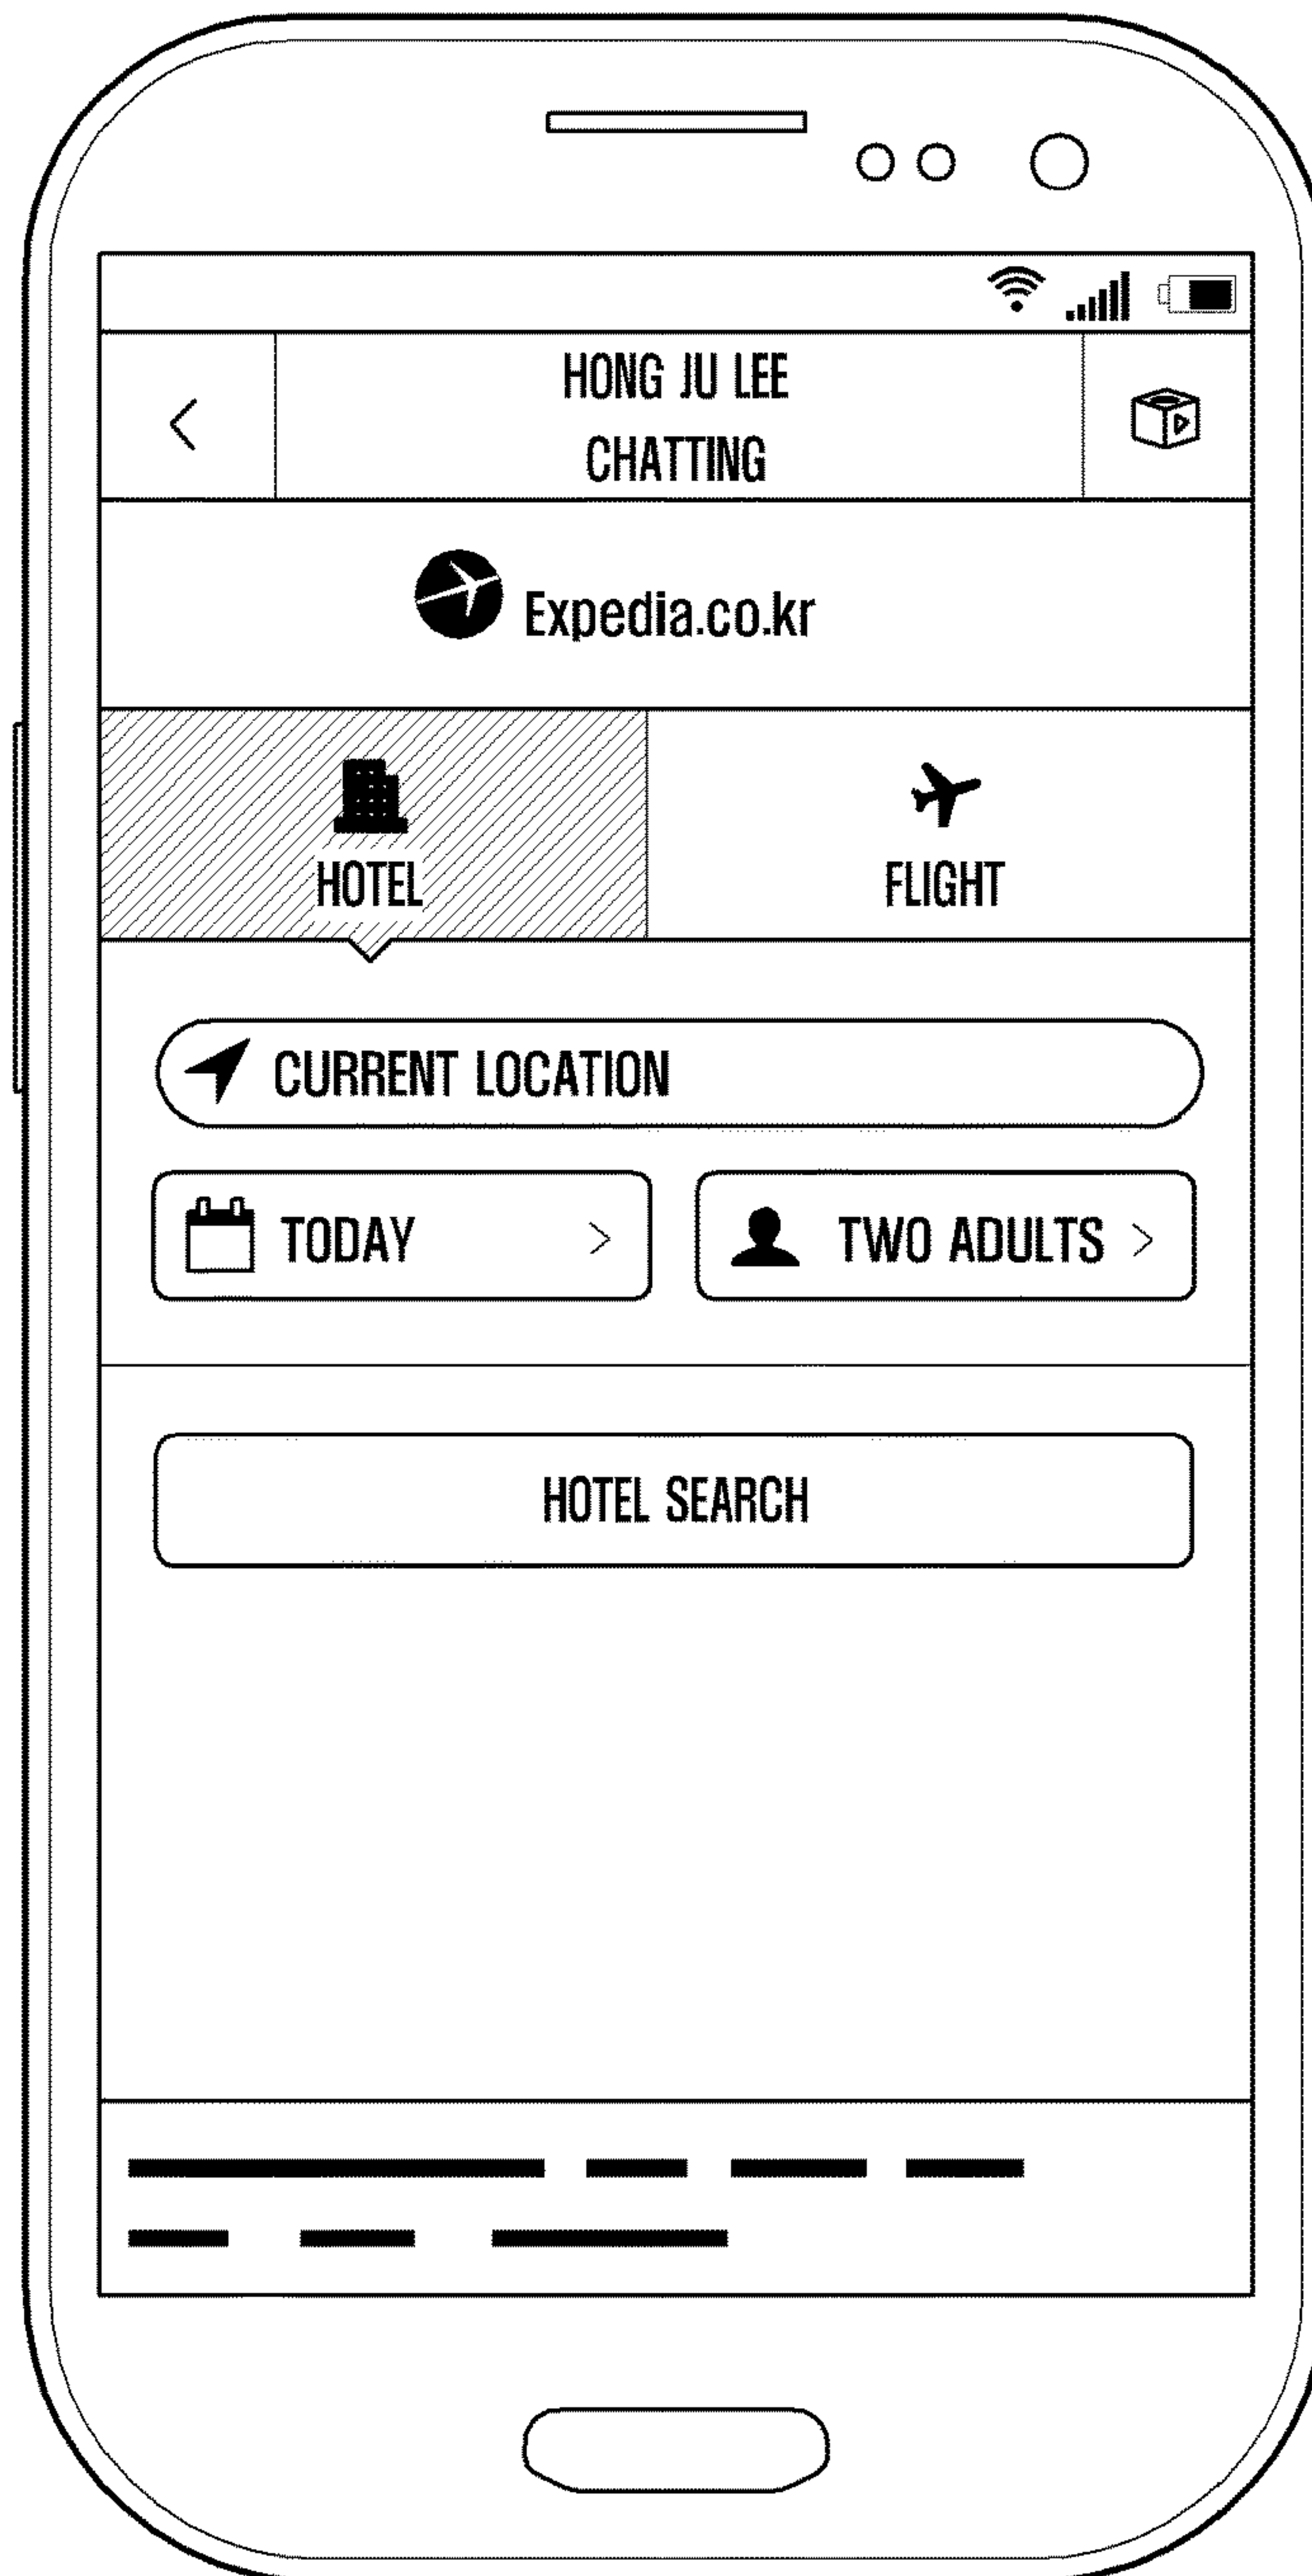 HONG JU LEE
CHATTING
Expedia.co.kr
HOTEL
FLIGHT
CURRENT LOCATION
TODAY
TWO ADULTS
HOTEL SEARCH